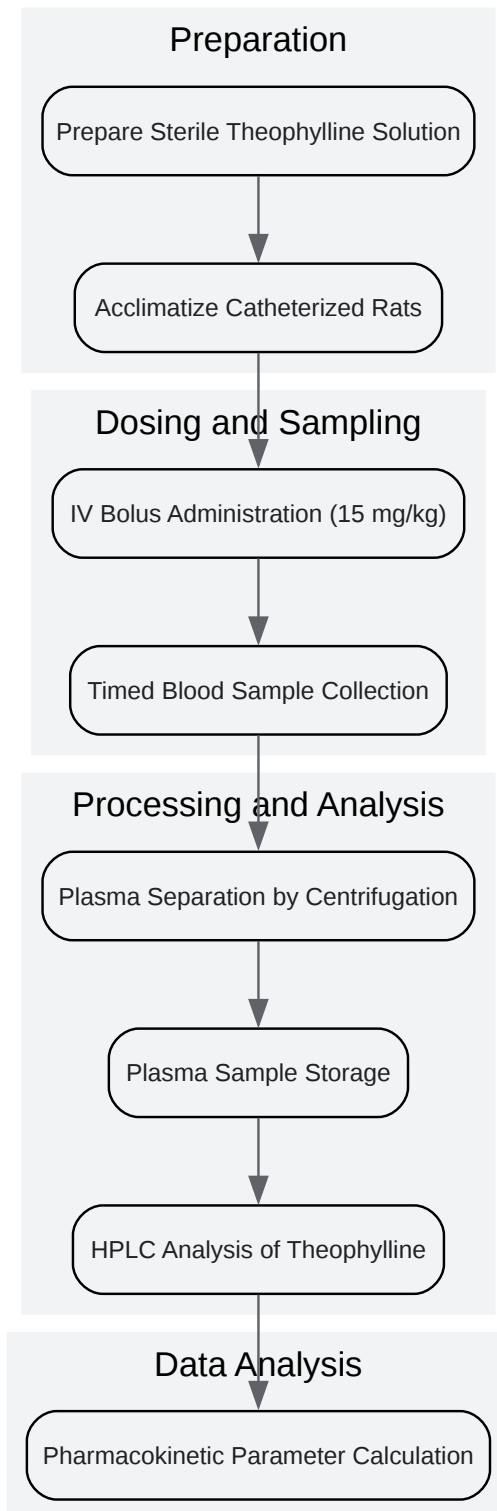 Preparation
Prepare Sterile Theophylline Solution
Acclimatize Catheterized Rats
Dosing and Sampling
IV Bolus Administration (15 mg/kg)
Timed Blood Sample Collection
Processing and Analysis
Plasma Separation by Centrifugation
Plasma Sample Storage
HPLC Analysis of Theophylline
Data Analysis
Pharmacokinetic Parameter Calculation